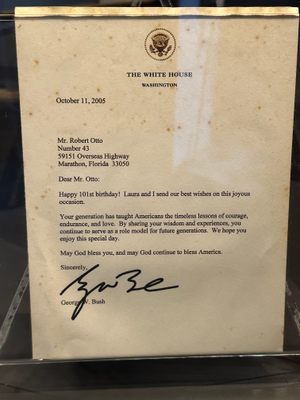 THE WHITE HOUSE
WASHINGTON
October 11, 2005
Mr. Robert Otto
Number 43
59151 Overseas Highway
Marathon, Florida 33050
Dear Mr. Otto:
Happy 101st birthday! Laura and I send our best wishes on this joyous
occasion.
Your generation has taught Americans the timeless lessons of courage,
endurance, and love. By sharing your wisdom and experiences, you
continue to serve as a role model for future generations. We hope you
enjoy this special day.
May God bless you, and may God continue to bless America.
Sincerely,
George W. Bush